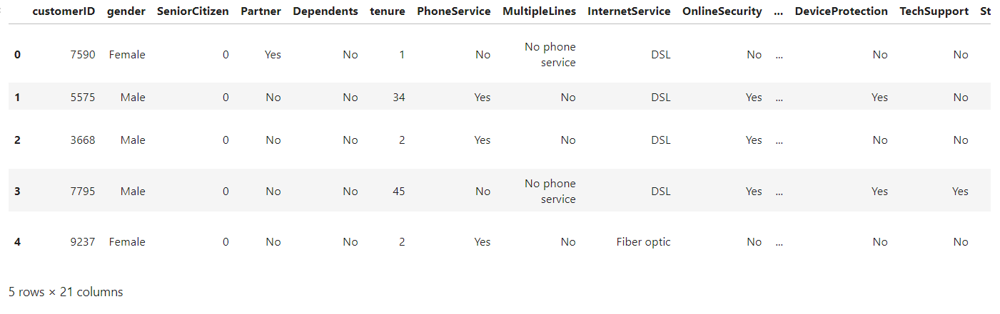 customerID gender SeniorCitizen Partner Dependents tenure PhoneService MultipleLines InternetService OnlineSecurity ... DeviceProtection TechSupport St
0 7590 Female 0 Yes No 1 No No phone service DSL No ... No No
1 5575 Male 0 No No 34 Yes No DSL Yes ... Yes No
2 3668 Male 0 No No 2 Yes No DSL Yes ... No No
3 7795 Male 0 No No 45 No No phone service DSL Yes ... Yes Yes
4 9237 Female 0 No No 2 Yes No Fiber optic No ... No No
5 rows × 21 columns